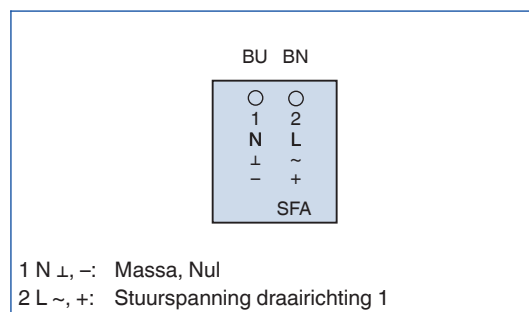 BU BN
1 2
N L
⊥ ~
– +
SFA
1 N ⊥, –: Massa, Nul
2 L ~, +: Stuurspanning draairichting 1